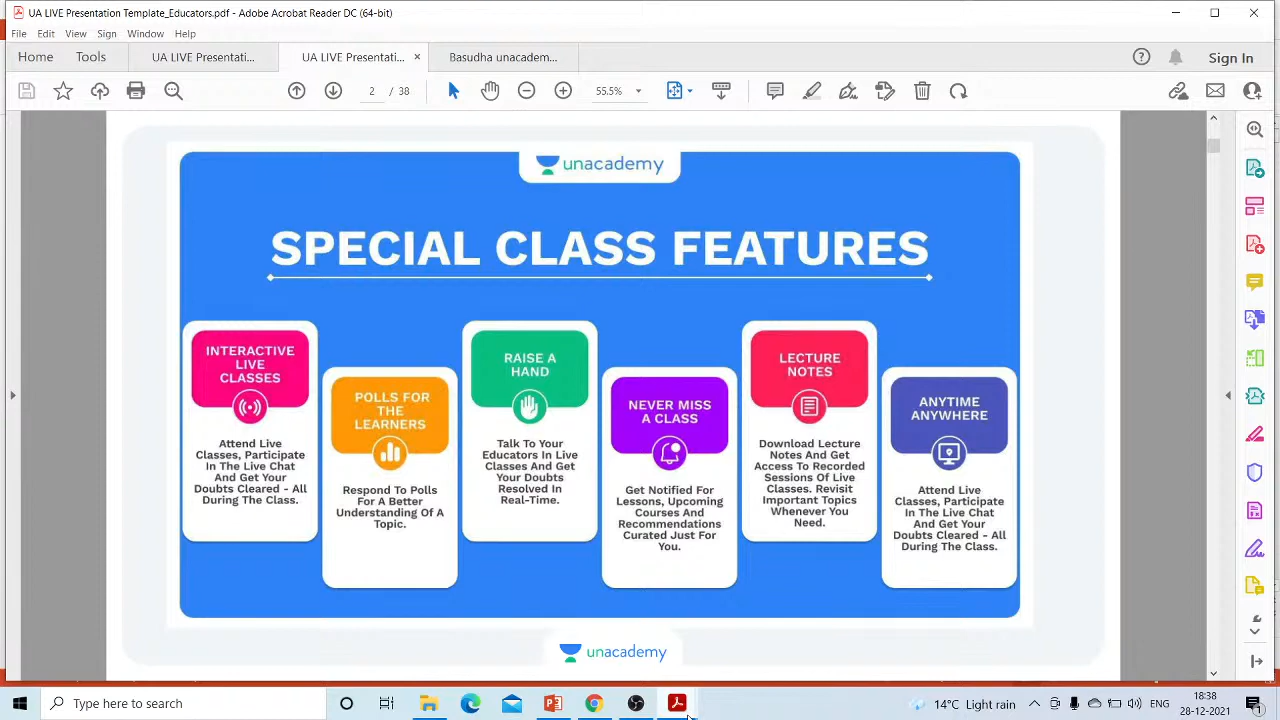 UA LIVE Presentation Template_Educators.pdf - Adobe Acrobat Reader DC (64-bit)
File Edit View Sign Window Help
Home Tools UA LIVE Presentati... UA LIVE Presentati... × Basudha unacadem... Sign In
2 / 38 55.5%
unacademy
SPECIAL CLASS FEATURES
INTERACTIVE
LIVE
CLASSES
Attend Live
Classes, Participate
In The Live Chat
And Get Your
Doubts Cleared - All
During The Class.
POLLS FOR
THE
LEARNERS
Respond To Polls
For A Better
Understanding Of A
Topic.
RAISE A
HAND
Talk To Your
Educators In Live
Classes And Get
Your Doubts
Resolved In
Real-Time.
NEVER MISS
A CLASS
Get Notified For
Lessons, Upcoming
Courses And
Recommendations
Curated Just For
You.
LECTURE
NOTES
Download Lecture
Notes And Get
Access To Recorded
Sessions Of Live
Classes. Revisit
Important Topics
Whenever You
Need.
ANYTIME
ANYWHERE
Attend Live
Classes, Participate
In The Live Chat
And Get Your
Doubts Cleared - All
During The Class.
unacademy
Type here to search
14°C Light rain
ENG
18:38
28-12-2021
1